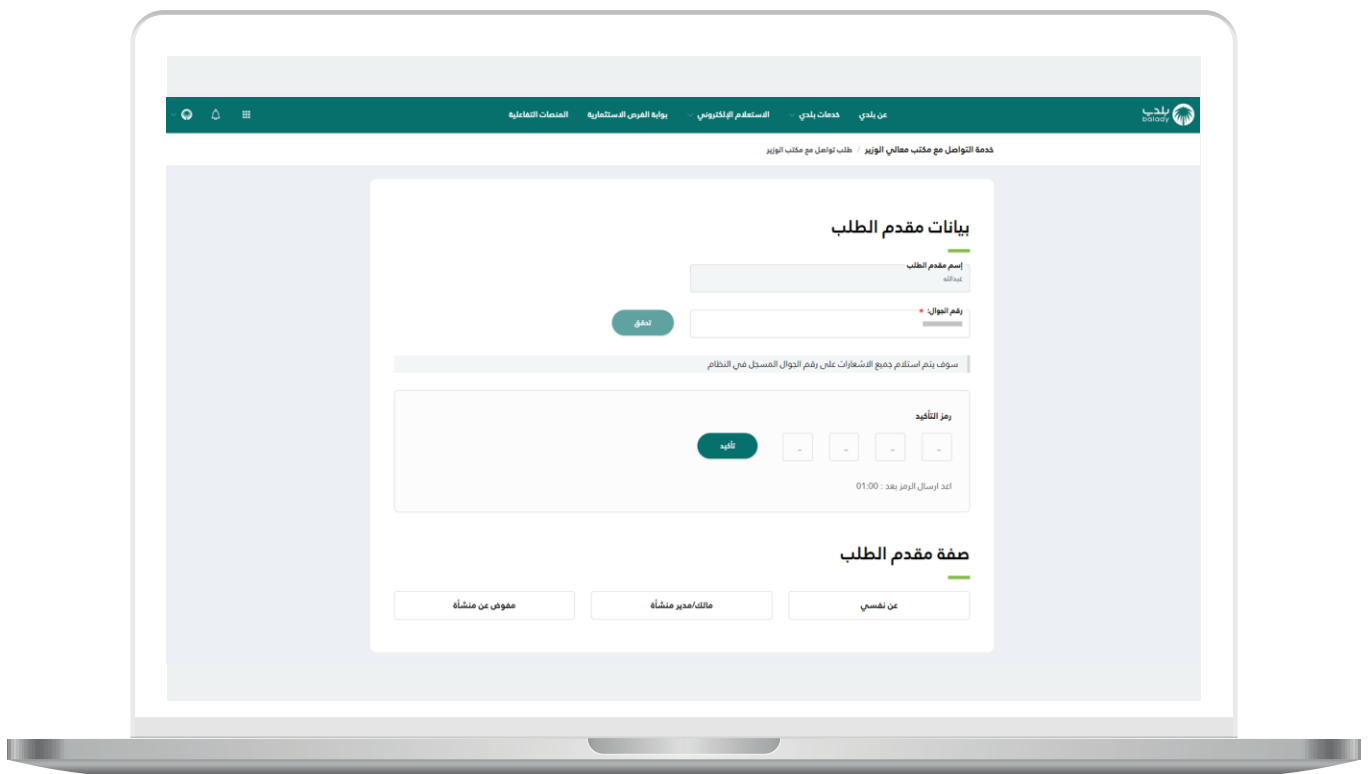 بلدي
balady
عن بلدي
خدمات بلدي
الاستعلام الإلكتروني
بوابة الفرص الاستثمارية
المنصات التفاعلية
خدمة التواصل مع مكتب معالي الوزير / طلب تواصل مع مكتب الوزير
بيانات مقدم الطلب
إسم مقدم الطلب
عبدالله
رقم الجوال: *
تحقق
سوف يتم استلام جميع الاشعارات على رقم الجوال المسجل في النظام
رمز التأكيد
- - - -
تأكيد
اعد ارسال الرمز بعد : 01:00
صفة مقدم الطلب
عن نفسي
مالك/مدير منشأة
مفوض عن منشأة